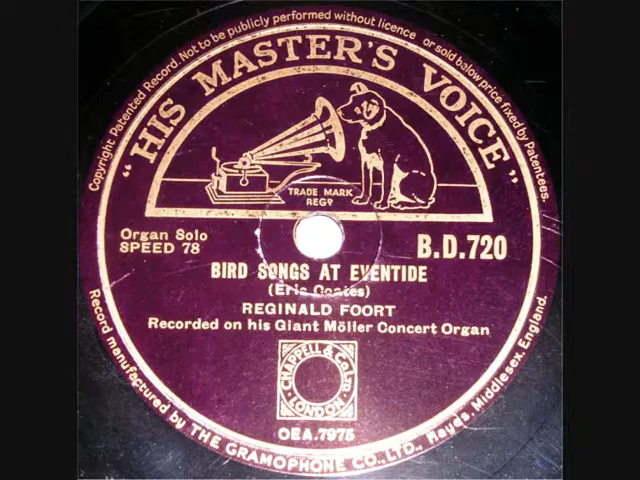 Copyright Patented Record. Not to be publicly performed without licence or sold below price fixed by Patentees.
"HIS MASTER'S VOICE"
TRADE MARK
REGD
Organ Solo
SPEED 78
B.D.720
BIRD SONGS AT EVENTIDE
(Eric Coates)
REGINALD FOORT
Recorded on his Giant Möller Concert Organ
CHAPPELL & Co. LTD. LONDON
OEA.7975
Record manufactured by THE GRAMOPHONE CO., LTD., Hayes, Middlesex, England.